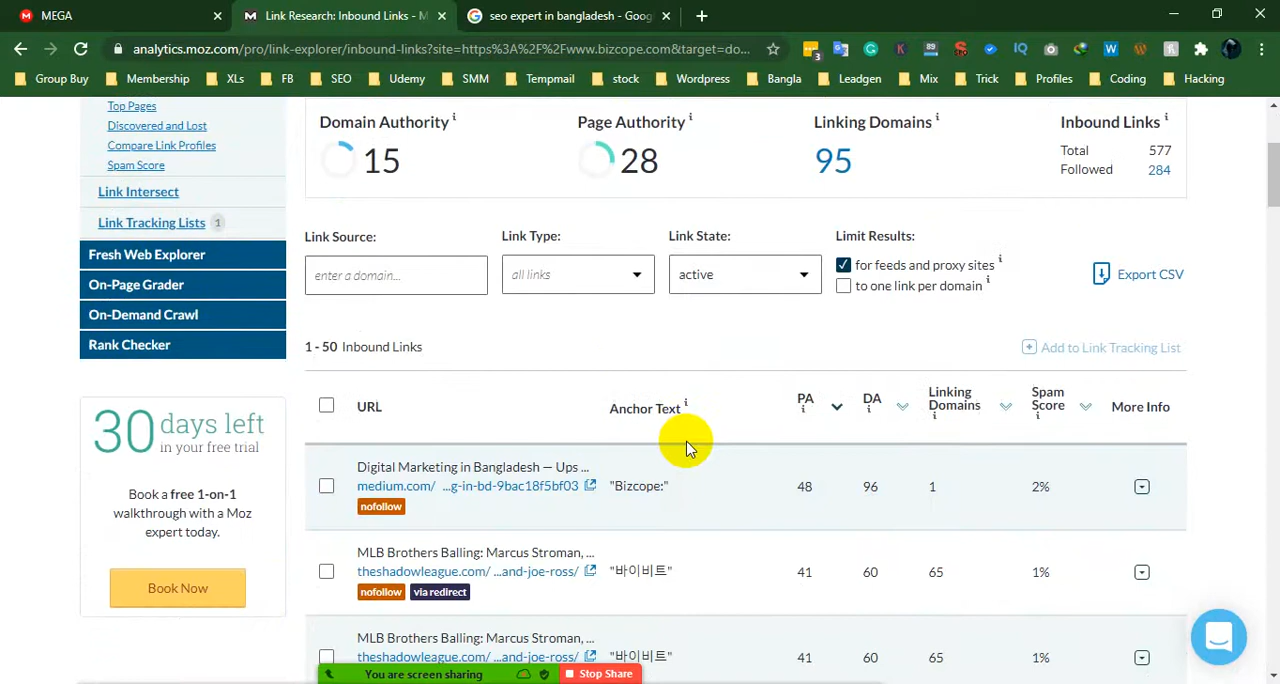 MEGA
Link Research: Inbound Links -
seo expert in bangladesh - Goog
analytics.moz.com/pro/link-explorer/inbound-links?site=https%3A%2F%2Fwww.bizcope.com&target=do...
3
89
IQ
W
Group Buy
Membership
XLs
FB
SEO
Udemy
SMM
Tempmail
stock
Wordpress
Bangla
Leadgen
Mix
Trick
Profiles
Coding
Hacking
Top Pages
Discovered and Lost
Compare Link Profiles
Spam Score
Link Intersect
Link Tracking Lists 1
Fresh Web Explorer
On-Page Grader
On-Demand Crawl
Rank Checker
30 days left
in your free trial
Book a free 1-on-1
walkthrough with a Moz
expert today.
Book Now
Domain Authority i
15
Page Authority i
28
Linking Domains i
95
Inbound Links i
Total 577
Followed 284
Link Source:
enter a domain...
Link Type:
all links
Link State:
active
Limit Results:
for feeds and proxy sites i
to one link per domain i
Export CSV
1 - 50 Inbound Links
Add to Link Tracking List
URL
Anchor Text i
PA i
DA i
Linking Domains i
Spam Score i
More Info
Digital Marketing in Bangladesh — Ups ...
medium.com/ ...g-in-bd-9bac18f5bf03
nofollow
"Bizcope:"
48
96
1
2%
MLB Brothers Balling: Marcus Stroman, ...
theshadowleague.com/ ...and-joe-ross/
nofollow via redirect
"바이비트"
41
60
65
1%
MLB Brothers Balling: Marcus Stroman, ...
theshadowleague.com/ ...and-joe-ross/
"바이비트"
41
60
65
1%
You are screen sharing
Stop Share